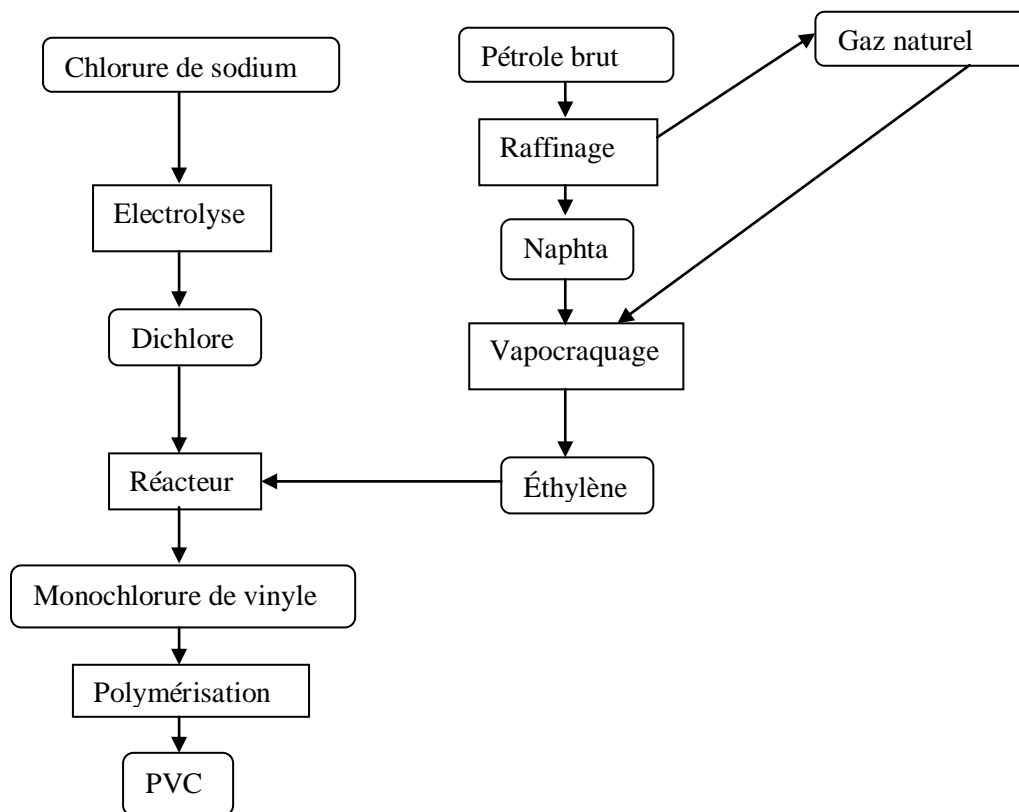 Chlorure de sodium
Electrolyse
Dichlore
Réacteur
Monochlorure de vinyle
Polymérisation
PVC
Pétrole brut
Raffinage
Naphta
Vapocraquage
Éthylène
Gaz naturel